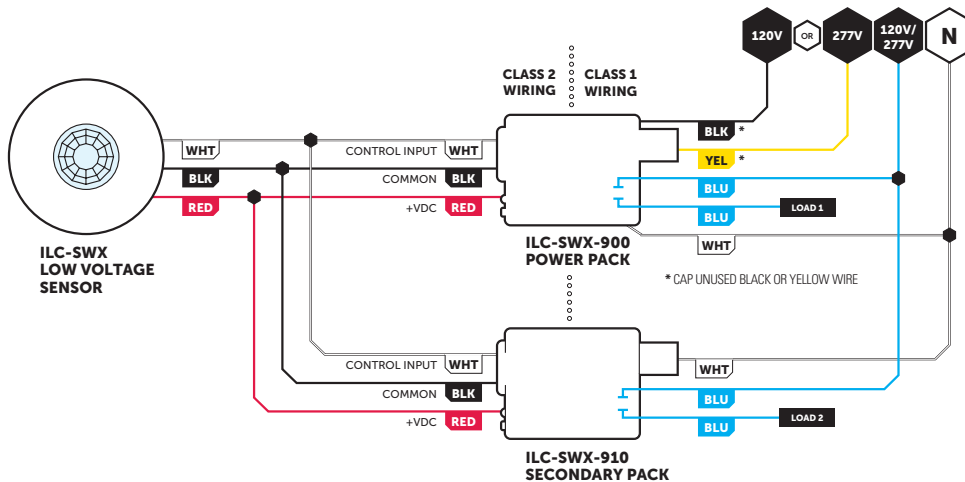 120V
OR
277V
120V/
277V
N
CLASS 2
WIRING
CLASS 1
WIRING
BLK *
YEL *
BLU
BLU
LOAD 1
WHT
WHT
BLK
RED
CONTROL INPUT WHT
COMMON BLK
+VDC RED
ILC-SWX
LOW VOLTAGE
SENSOR
ILC-SWX-900
POWER PACK
* CAP UNUSED BLACK OR YELLOW WIRE
CONTROL INPUT WHT
COMMON BLK
+VDC RED
WHT
BLU
BLU
LOAD 2
ILC-SWX-910
SECONDARY PACK